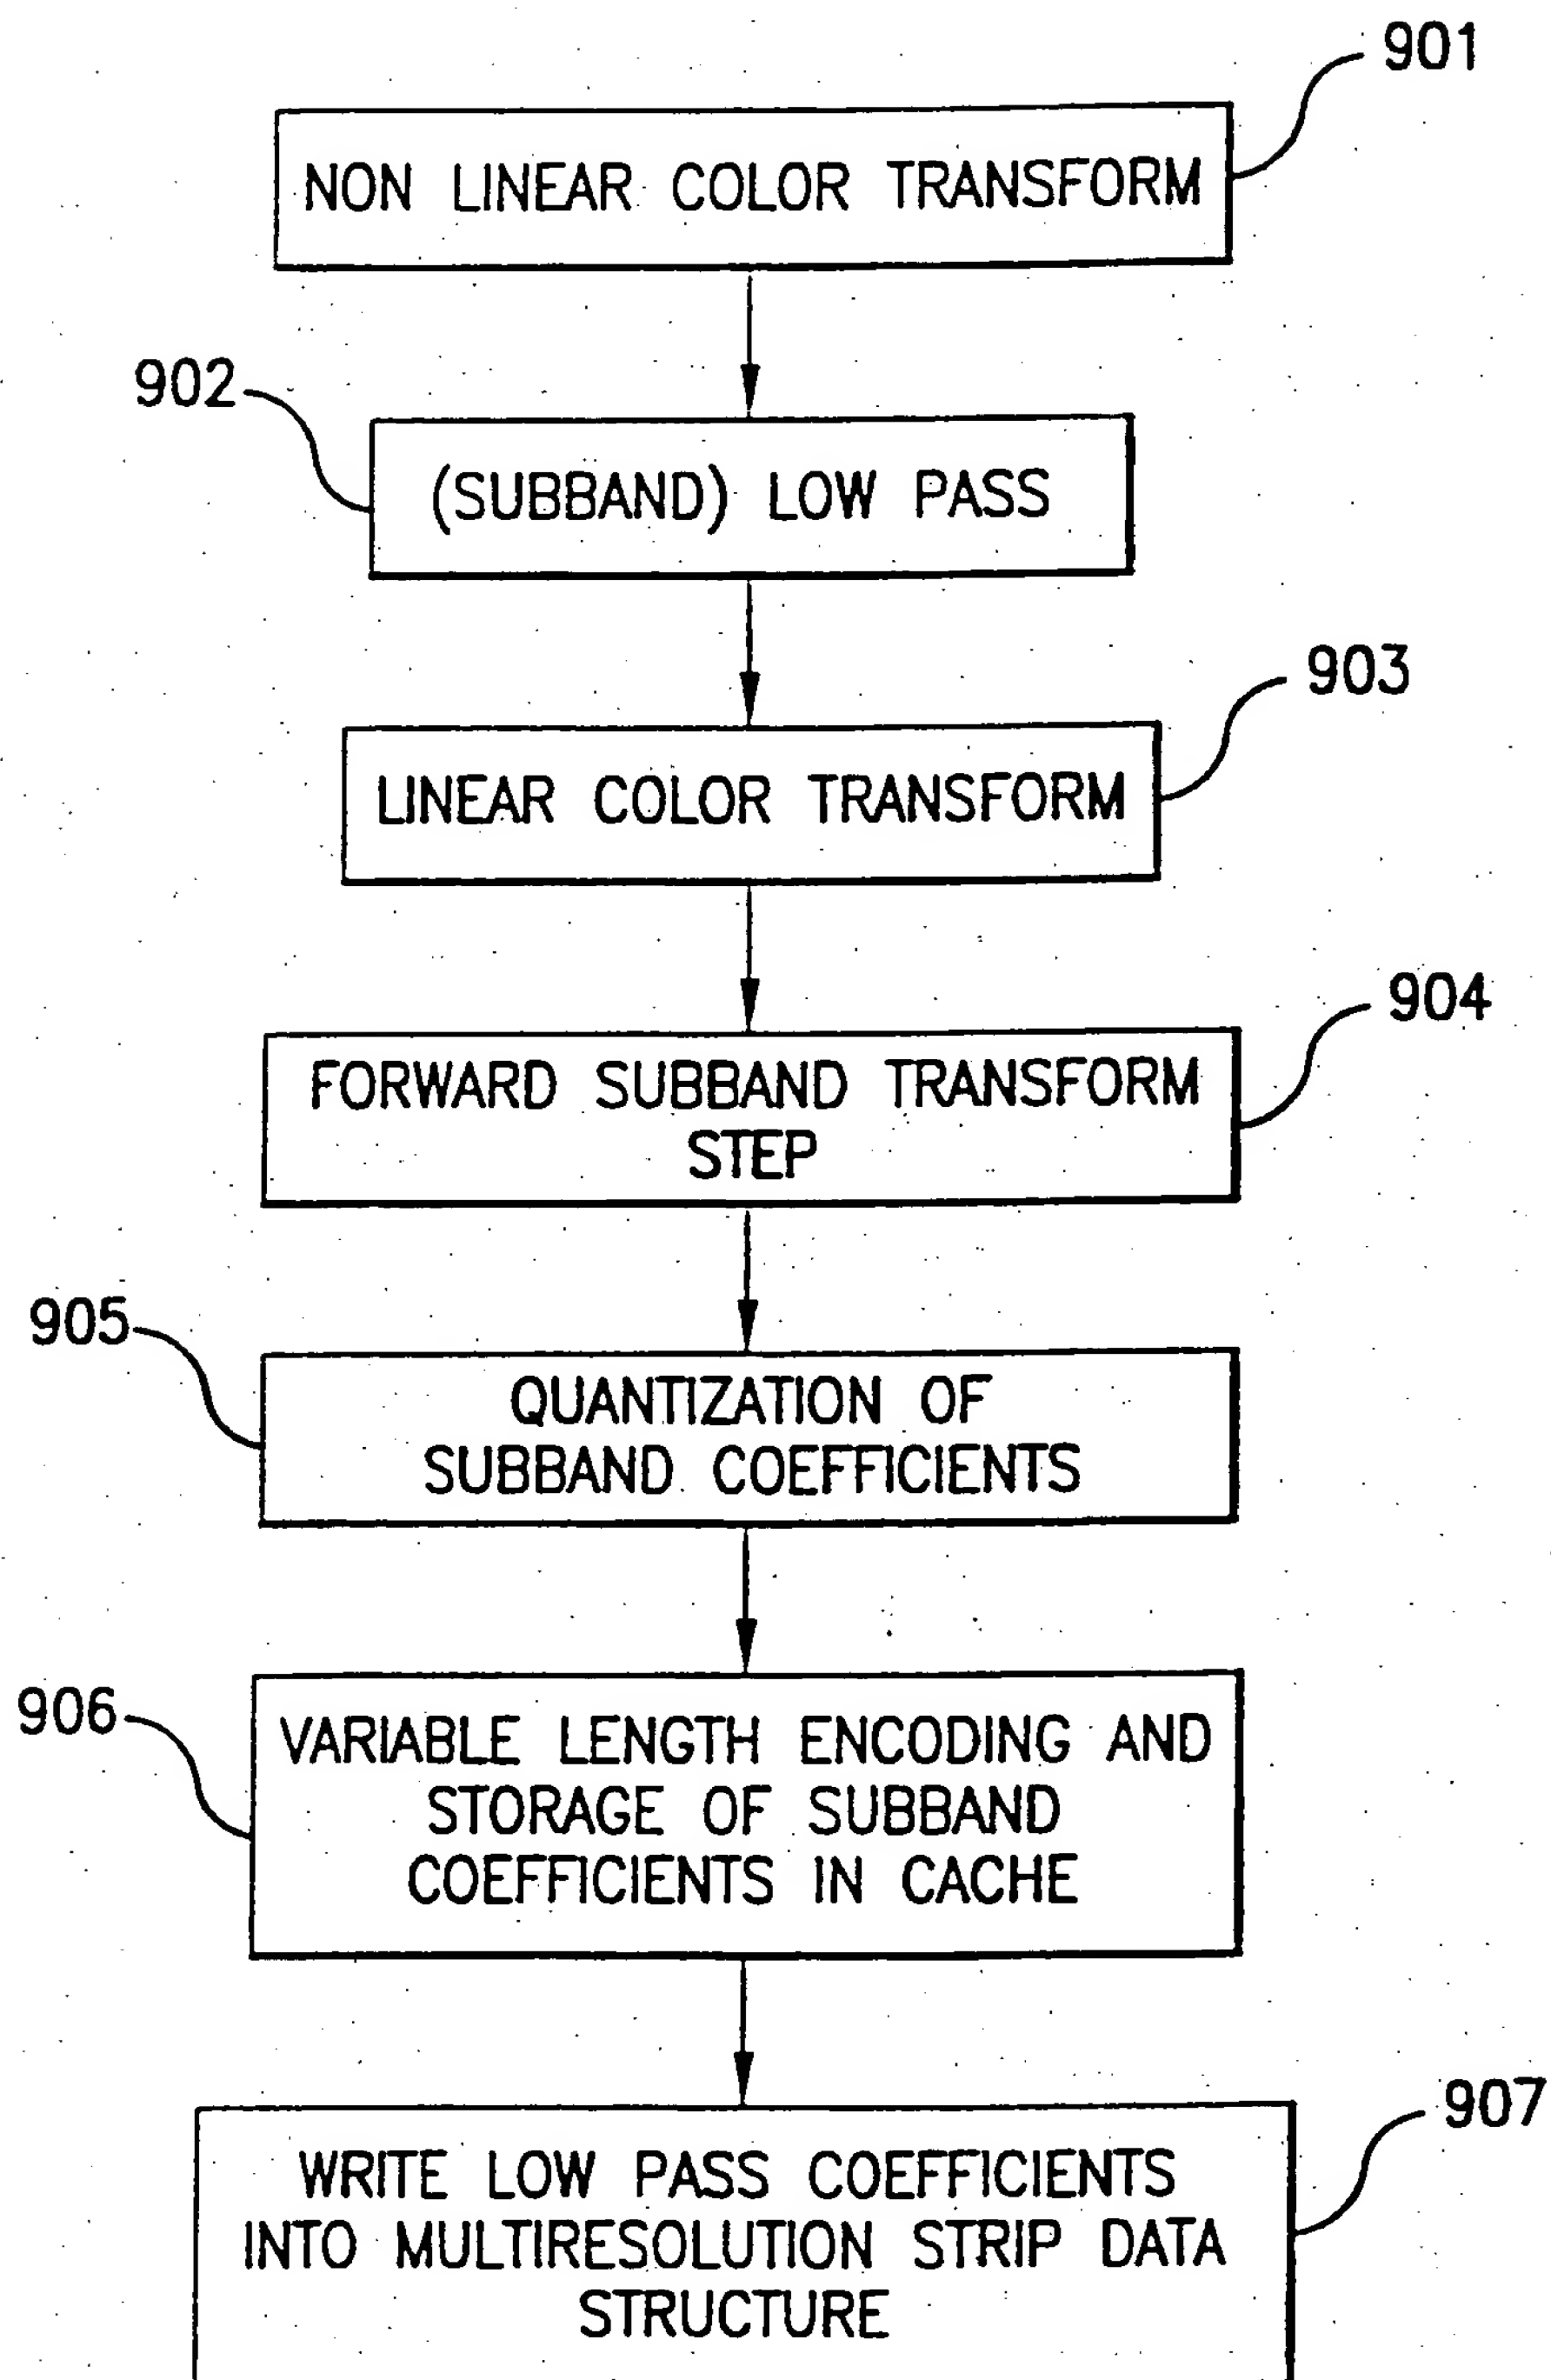 901
NON LINEAR COLOR TRANSFORM
902
(SUBBAND) LOW PASS
903
LINEAR COLOR TRANSFORM
904
FORWARD SUBBAND TRANSFORM
STEP
905
QUANTIZATION OF
SUBBAND COEFFICIENTS
906
VARIABLE LENGTH ENCODING AND
STORAGE OF SUBBAND
COEFFICIENTS IN CACHE
907
WRITE LOW PASS COEFFICIENTS
INTO MULTIRESOLUTION STRIP DATA
STRUCTURE